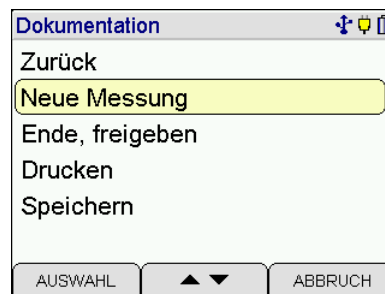 Dokumentation
Zurück
Neue Messung
Ende, freigeben
Drucken
Speichern
AUSWAHL ▲ ▼ ABBRUCH